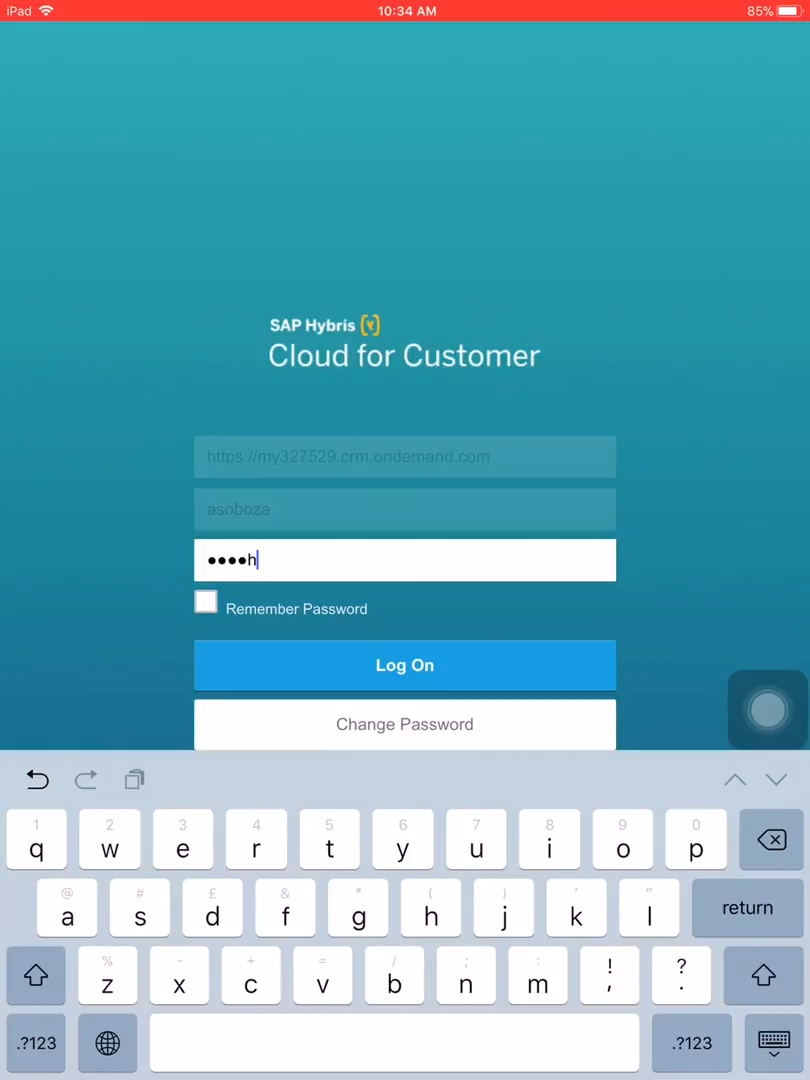 iPad 10:34 AM 85%
SAP Hybris [y]
Cloud for Customer
https://my327529.crm.ondemand.com
asoboza
●●●●h
Remember Password
Log On
Change Password
1 2 3 4 5 6 7 8 9 0
q w e r t y u i o p
@ # £ & * ( ) ' "
a s d f g h j k l return
% - + = / ; : ! ?
z x c v b n m , .
.?123 .?123